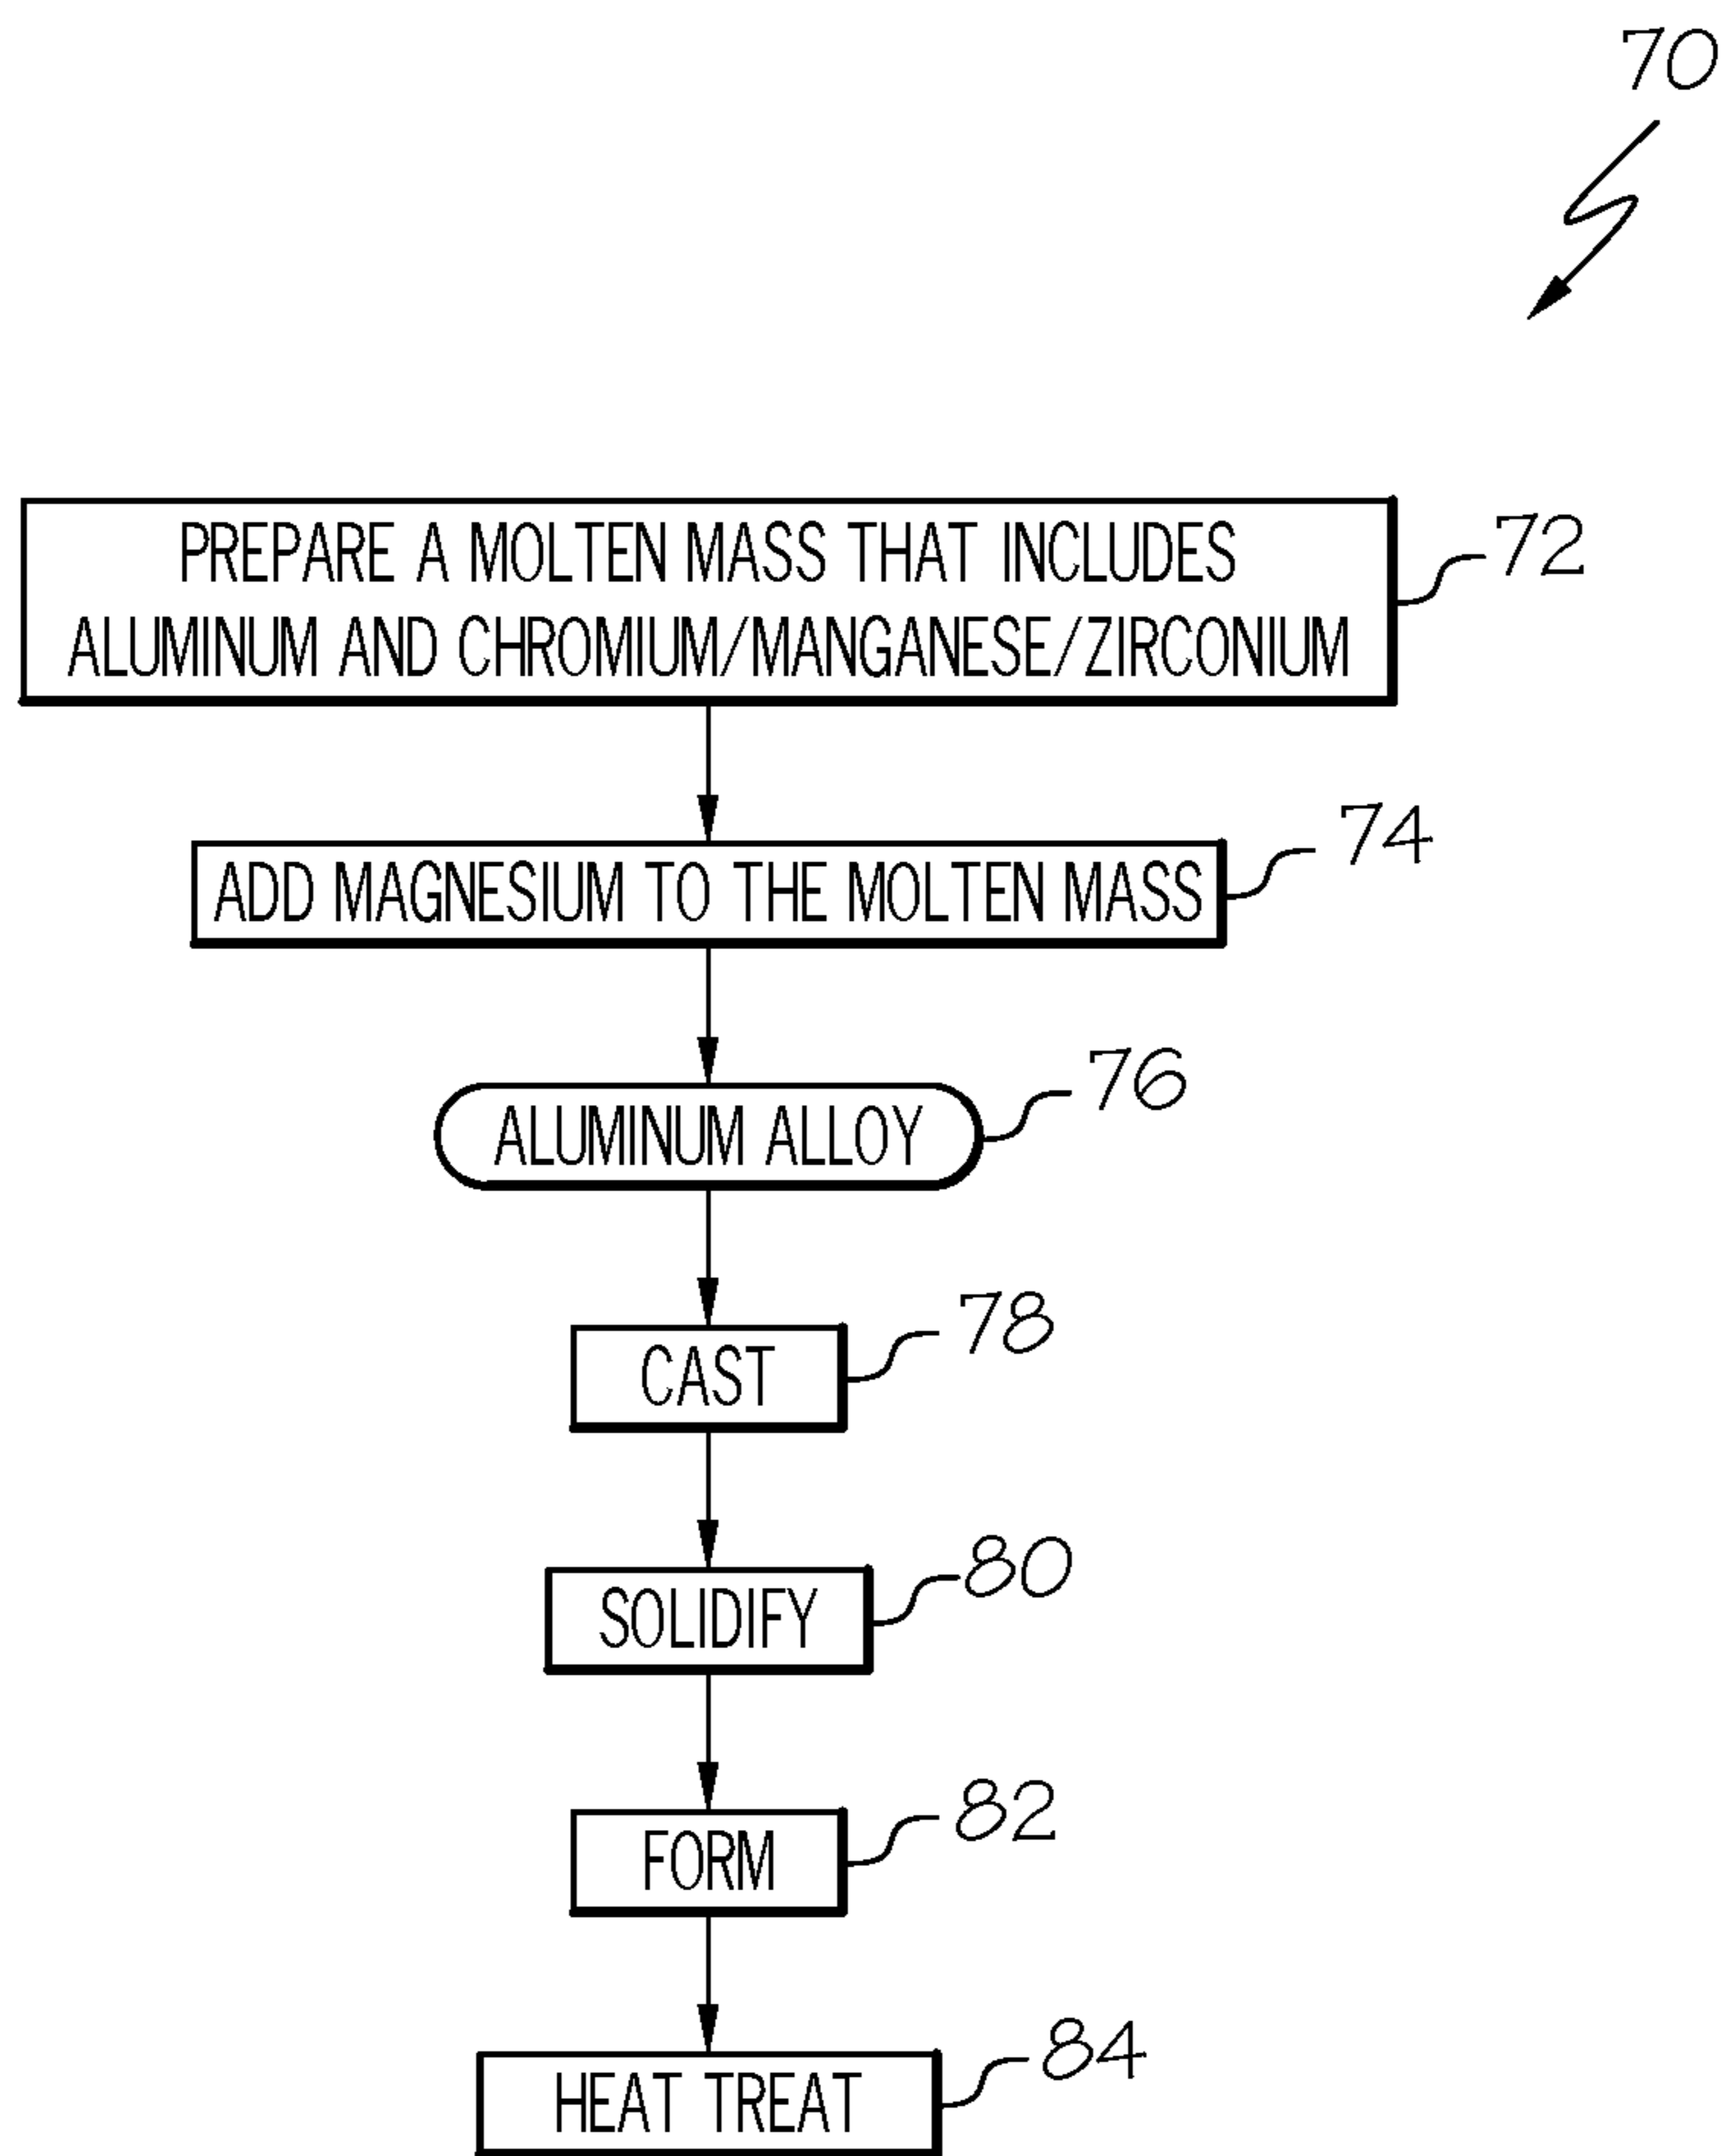 70
PREPARE A MOLTEN MASS THAT INCLUDES
ALUMINUM AND CHROMIUM/MANGANESE/ZIRCONIUM
72
ADD MAGNESIUM TO THE MOLTEN MASS
74
ALUMINUM ALLOY
76
CAST
78
SOLIDIFY
80
FORM
82
HEAT TREAT
84